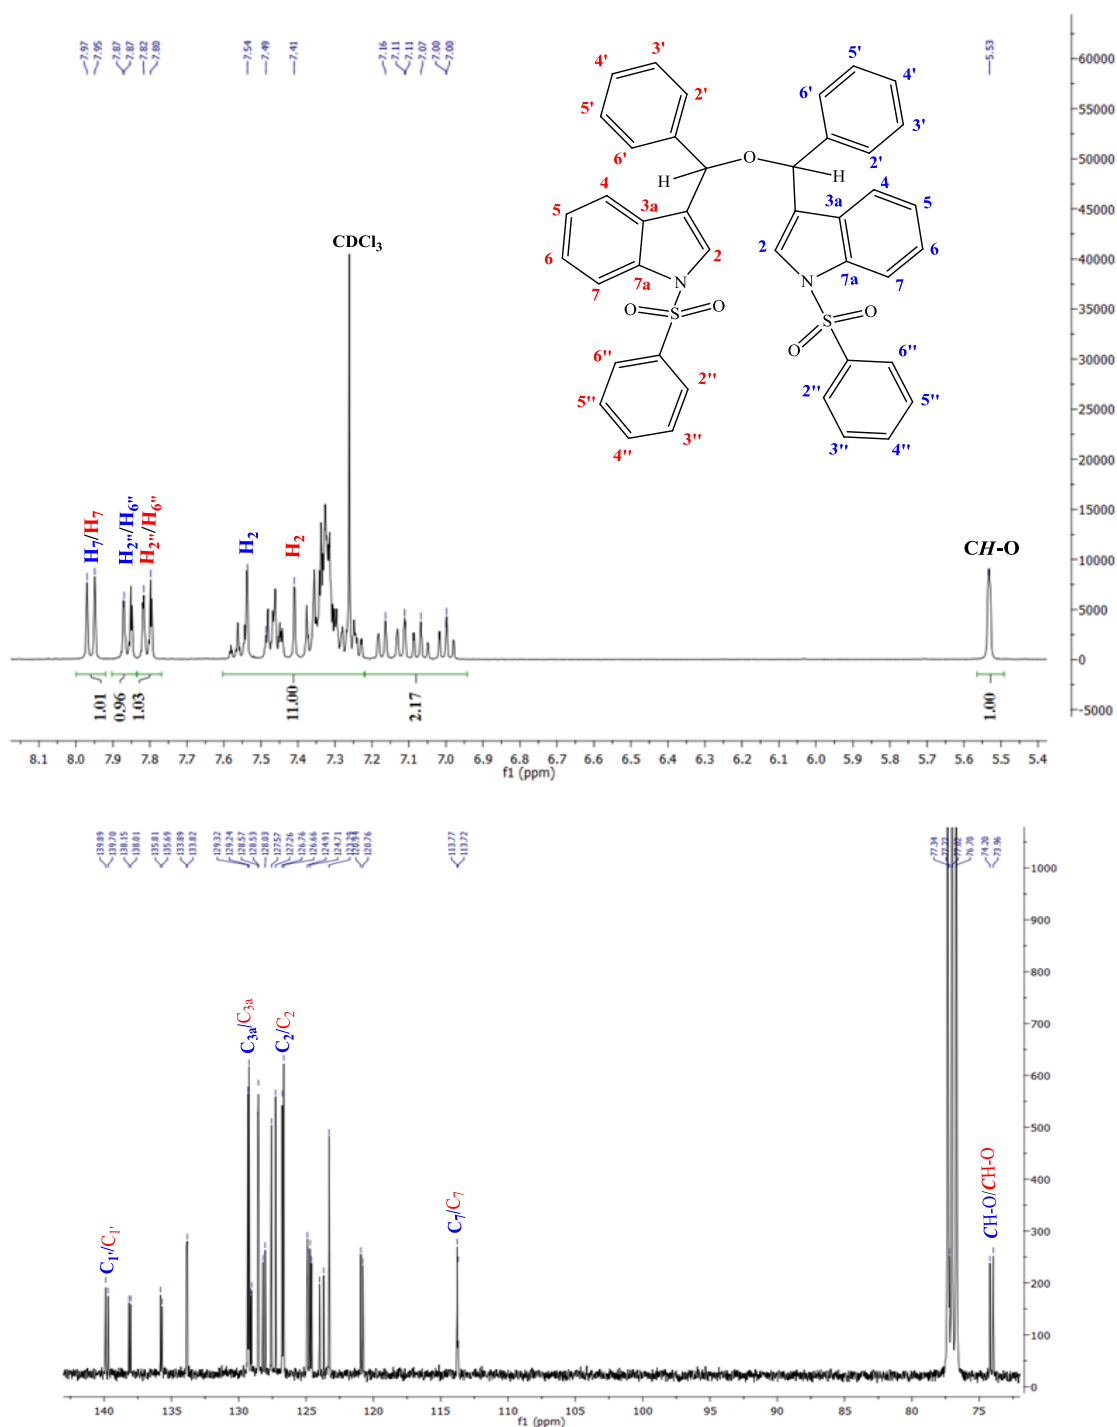 7.97 7.95 7.87 7.87 7.82 7.80 7.54 7.49 7.41 7.16 7.11 7.11 7.07 7.00 7.00 5.53
60000
55000
50000
45000
40000
35000
30000
25000
20000
15000
10000
5000
0
-5000
3' 4' 2' 5' 6'
5' 6' 4' 3' 2'
H O H
4 3a 5 2 6 7a 7 N
4 3a 5 2 6 7a 7 N
O S O
O S O
6'' 2'' 5'' 3'' 4''
6'' 2'' 5'' 3'' 4''
CDCl3
H7/H7
H2''/H6''
H2''/H6''
H2
H2
CH-O
1.01 0.96 1.03 11.00 2.17 1.00
8.1 8.0 7.9 7.8 7.7 7.6 7.5 7.4 7.3 7.2 7.1 7.0 6.9 6.8 6.7 6.6 6.5 6.4 6.3 6.2 6.1 6.0 5.9 5.8 5.7 5.6 5.5 5.4
f1 (ppm)
139.89 139.70 138.15 138.01 135.81 135.69 133.89 133.82 129.32 129.24 128.57 128.53 128.03 127.57 127.26 126.76 126.66 124.91 124.71 120.76 113.77 113.72 77.34 77.02 76.70 74.20 73.96
1000
900
800
700
600
500
400
300
200
100
0
C1'/C1'
C3a/C3a
C2/C2
C7/C7
CH-O/CH-O
140 135 130 125 120 115 110 105 100 95 90 85 80 75
f1 (ppm)